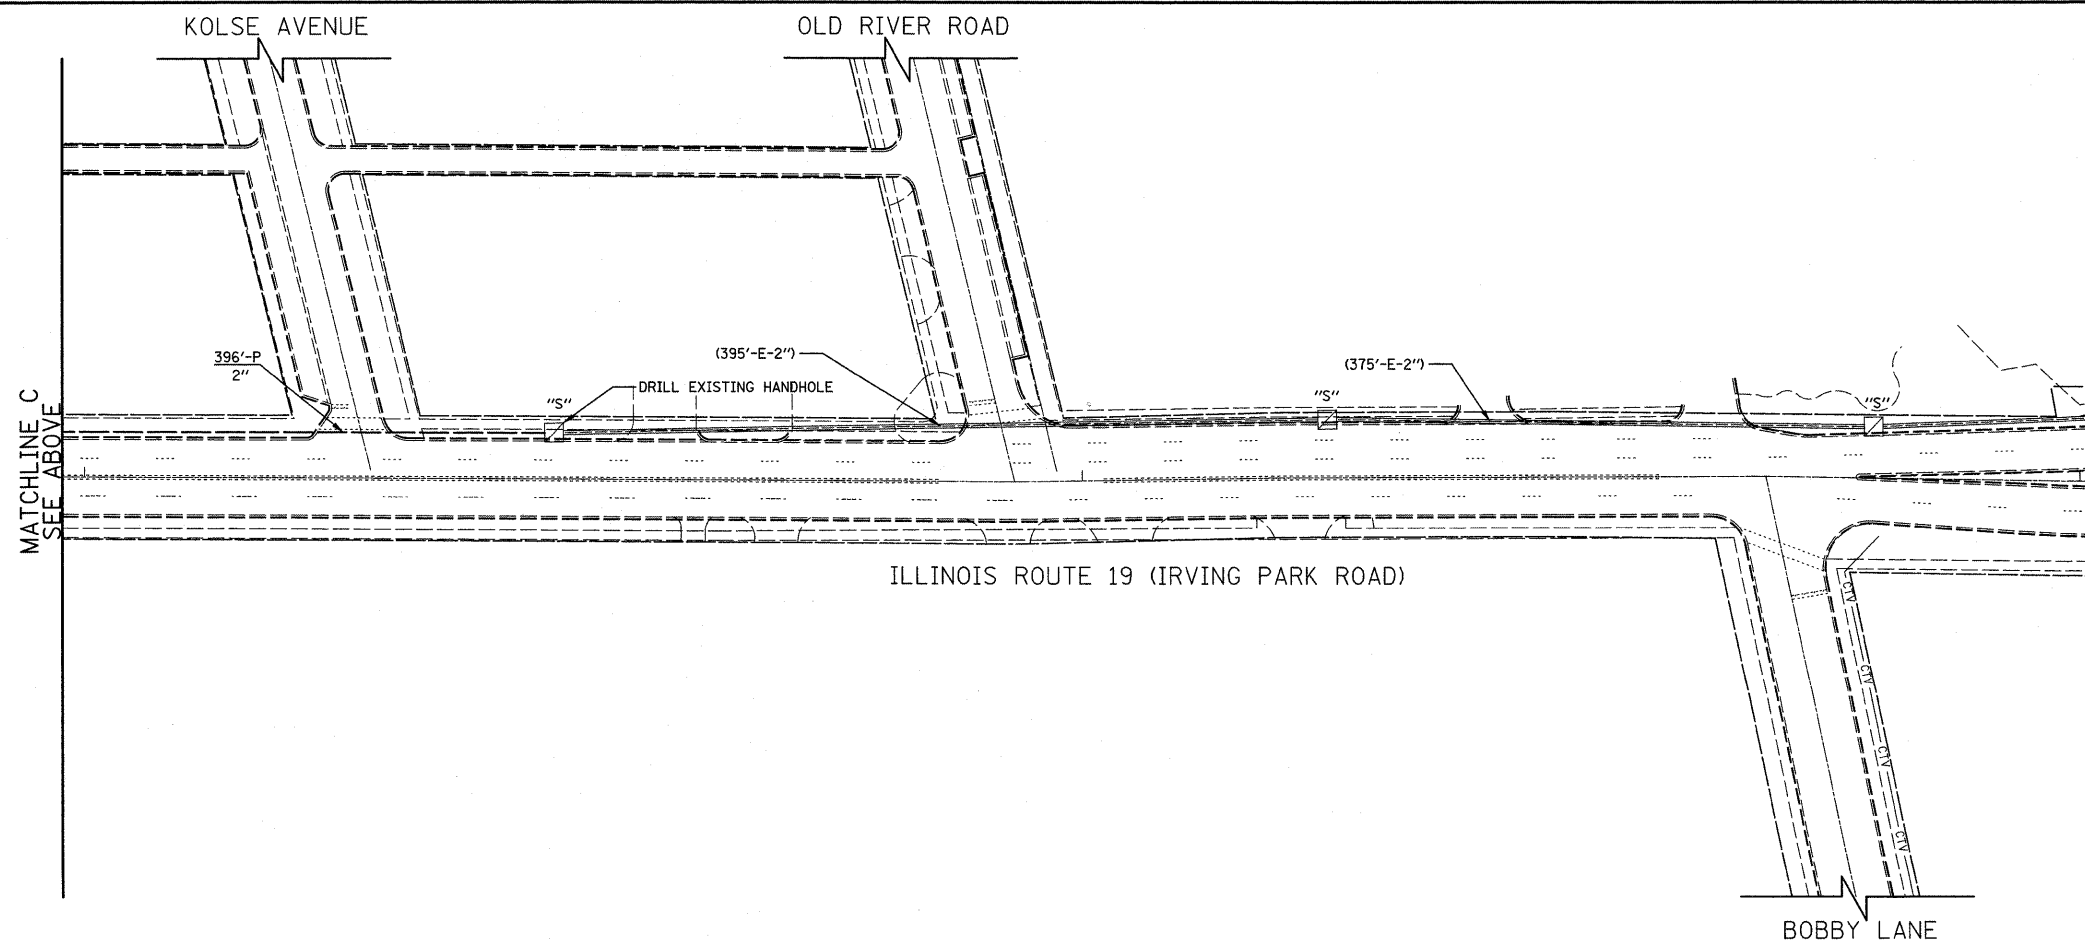 KOLSE AVENUE
OLD RIVER ROAD
396'-P
2"
(395'-E-2")
(375'-E-2")
DRILL EXISTING HANDHOLE
"S"
"S"
"S"
MATCHLINE C
SEE ABOVE
ILLINOIS ROUTE 19 (IRVING PARK ROAD)
CTV
CTV
CTV
CTV
BOBBY LANE